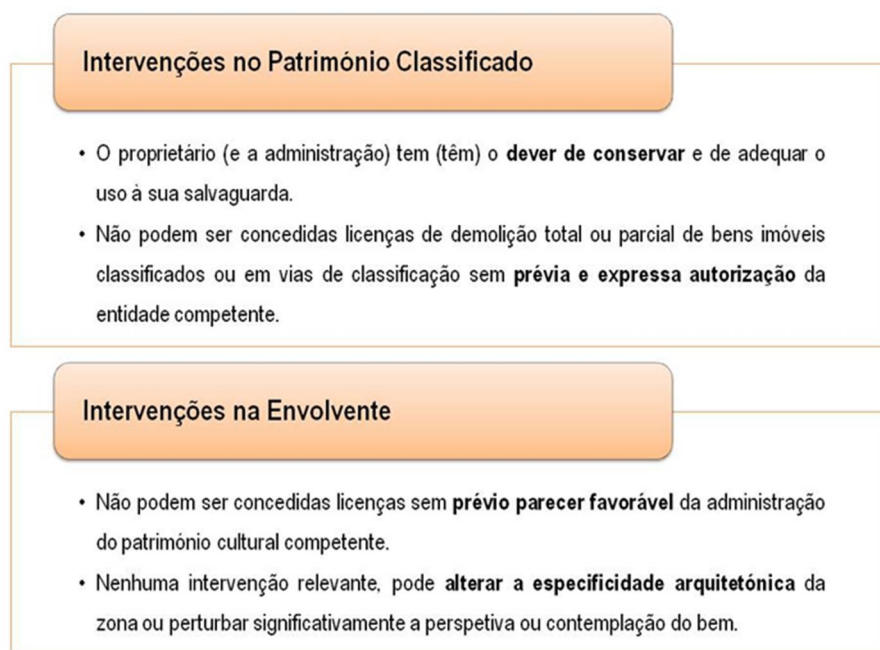 Intervenções no Património Classificado
• O proprietário (e a administração) tem (têm) o dever de conservar e de adequar o
uso à sua salvaguarda.
• Não podem ser concedidas licenças de demolição total ou parcial de bens imóveis
classificados ou em vias de classificação sem prévia e expressa autorização da
entidade competente.
Intervenções na Envolvente
• Não podem ser concedidas licenças sem prévio parecer favorável da administração
do património cultural competente.
• Nenhuma intervenção relevante, pode alterar a especificidade arquitetónica da
zona ou perturbar significativamente a perspetiva ou contemplação do bem.